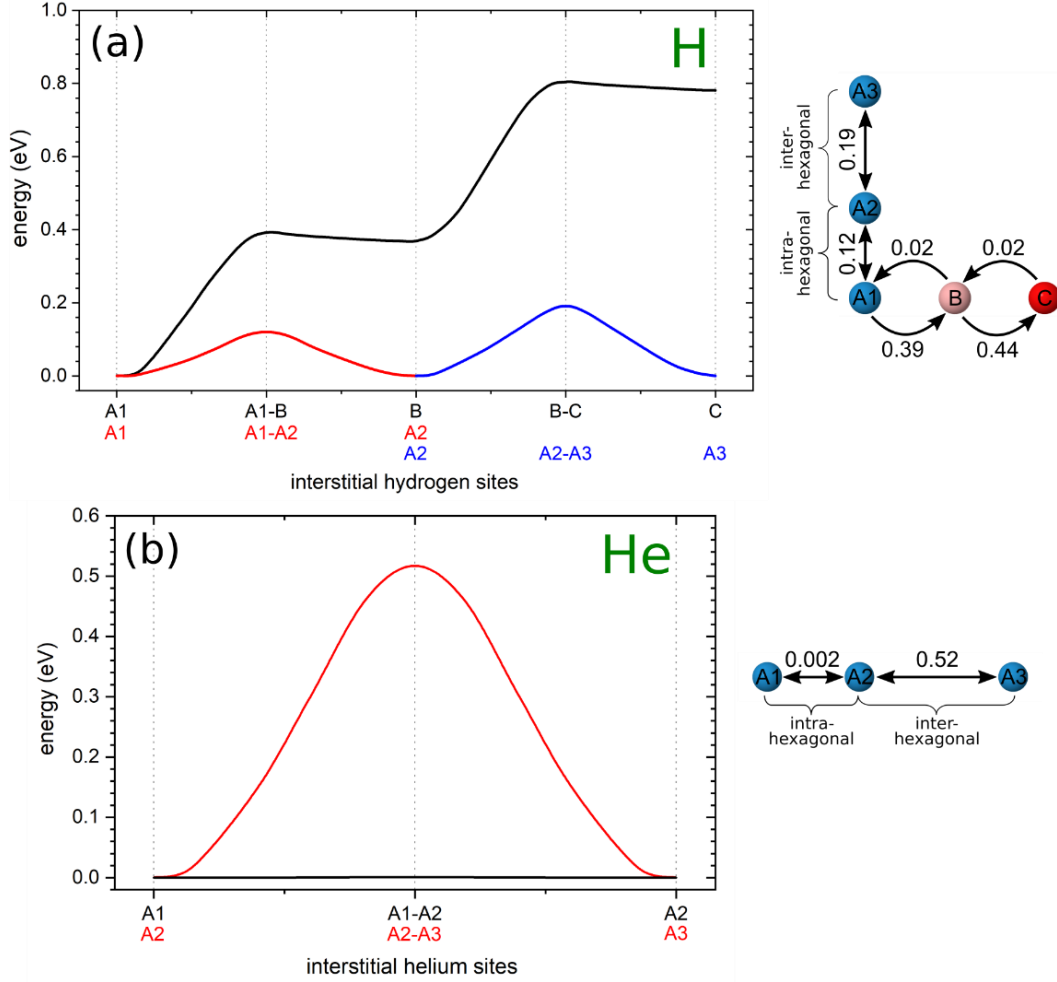 (a)
H
1.0
0.8
0.6
0.4
0.2
0.0
energy (eV)
A1
A1-B
B
B-C
C
A1
A1-A2
A2
A2
A2-A3
A3
interstitial hydrogen sites
A3
inter-
hexagonal
0.19
A2
intra-
hexagonal
0.12
0.02
0.02
A1
B
C
0.39
0.44
(b)
He
0.6
0.5
0.4
0.3
0.2
0.1
0.0
energy (eV)
A1
A1-A2
A2
A2
A2-A3
A3
interstitial helium sites
0.002
0.52
A1
A2
A3
intra-
hexagonal
inter-
hexagonal